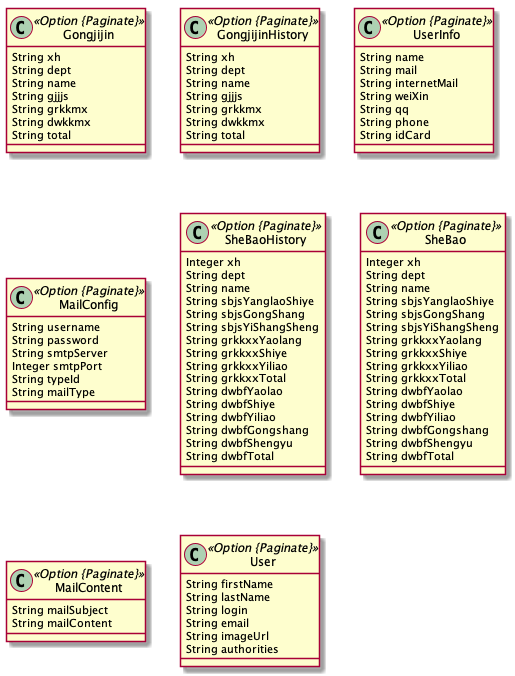 C
«Option {Paginate}»
Gongjijin
String xh
String dept
String name
String gjjjs
String grkkmx
String dwkkmx
String total
C
«Option {Paginate}»
GongjijinHistory
String xh
String dept
String name
String gjjjs
String grkkmx
String dwkkmx
String total
C
«Option {Paginate}»
UserInfo
String name
String mail
String internetMail
String weiXin
String qq
String phone
String idCard
C
«Option {Paginate}»
MailConfig
String username
String password
String smtpServer
Integer smtpPort
String typeId
String mailType
C
«Option {Paginate}»
SheBaoHistory
Integer xh
String dept
String name
String sbjsYanglaoShiye
String sbjsGongShang
String sbjsYiShangSheng
String grkkxxYaolang
String grkkxxShiye
String grkkxxYiliao
String grkkxxTotal
String dwbfYaolao
String dwbfShiye
String dwbfYiliao
String dwbfGongshang
String dwbfShengyu
String dwbfTotal
C
«Option {Paginate}»
SheBao
Integer xh
String dept
String name
String sbjsYanglaoShiye
String sbjsGongShang
String sbjsYiShangSheng
String grkkxxYaolang
String grkkxxShiye
String grkkxxYiliao
String grkkxxTotal
String dwbfYaolao
String dwbfShiye
String dwbfYiliao
String dwbfGongshang
String dwbfShengyu
String dwbfTotal
C
«Option {Paginate}»
MailContent
String mailSubject
String mailContent
C
«Option {Paginate}»
User
String firstName
String lastName
String login
String email
String imageUrl
String authorities